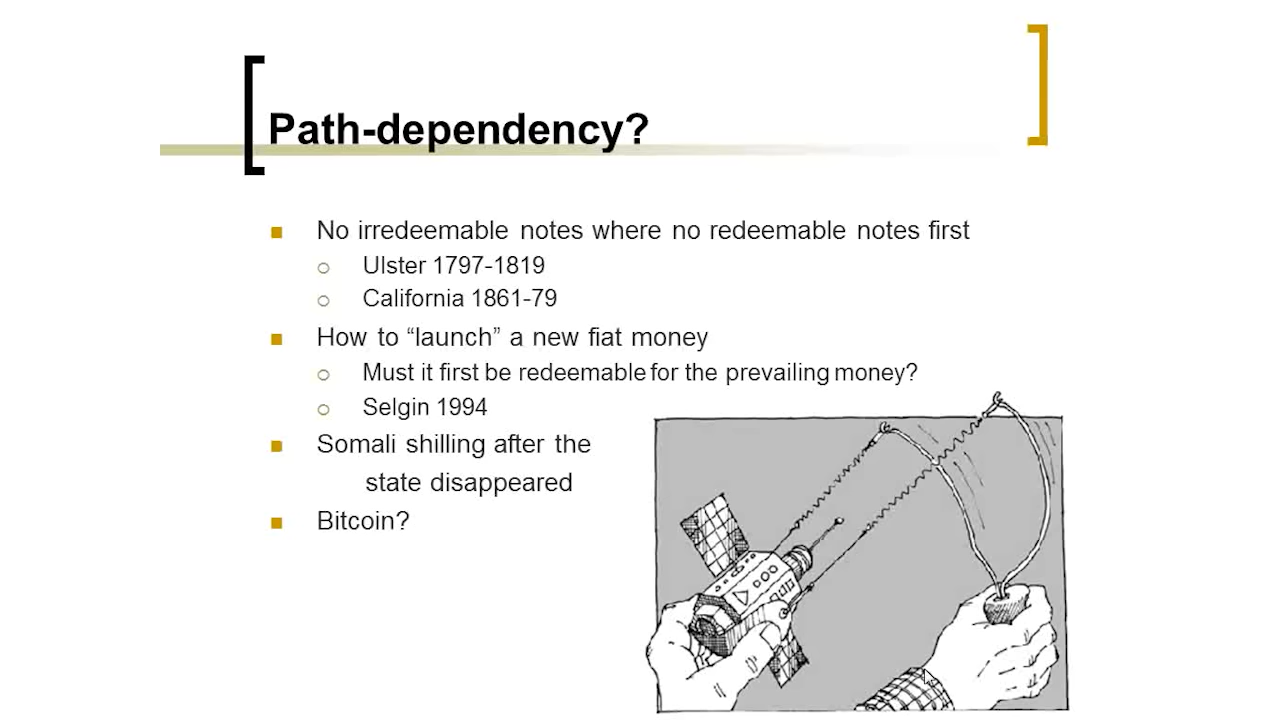 Path-dependency?
No irredeemable notes where no redeemable notes first
Ulster 1797-1819
California 1861-79
How to “launch” a new fiat money
Must it first be redeemable for the prevailing money?
Selgin 1994
Somali shilling after the
state disappeared
Bitcoin?